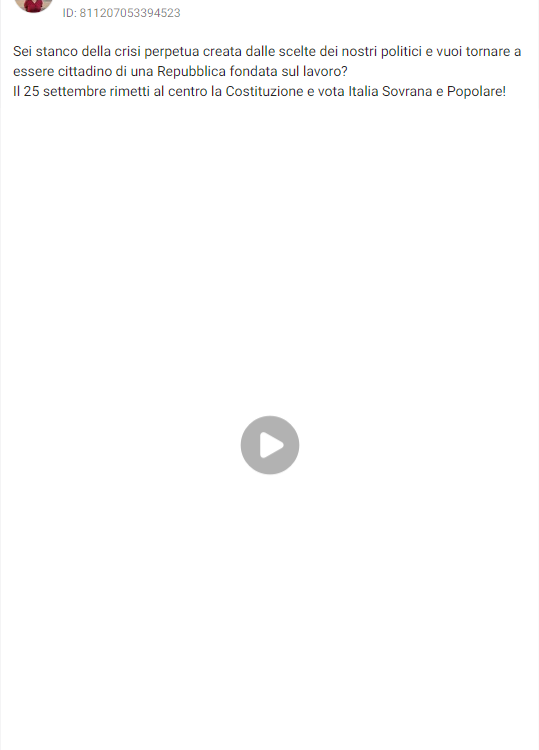 ID: 811207053394523
Sei stanco della crisi perpetua creata dalle scelte dei nostri politici e vuoi tornare a
essere cittadino di una Repubblica fondata sul lavoro?
Il 25 settembre rimetti al centro la Costituzione e vota Italia Sovrana e Popolare!